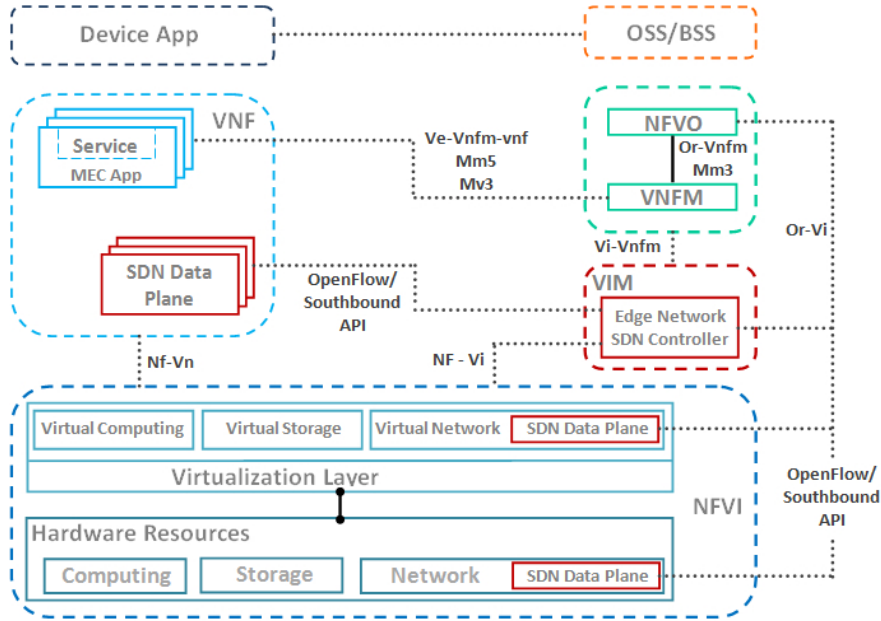 Device App
OSS/BSS
VNF
Service
MEC App
Ve-Vnfm-vnf
Mm5
Mv3
NFVO
Or-Vnfm
Mm3
VNFM
Or-Vi
Vi-Vnfm
SDN Data
Plane
OpenFlow/
Southbound
API
VIM
Edge Network
SDN Controller
Nf-Vn
NF - Vi
Virtual Computing
Virtual Storage
Virtual Network
SDN Data Plane
Virtualization Layer
OpenFlow/
Southbound
API
NFVI
Hardware Resources
Computing
Storage
Network
SDN Data Plane